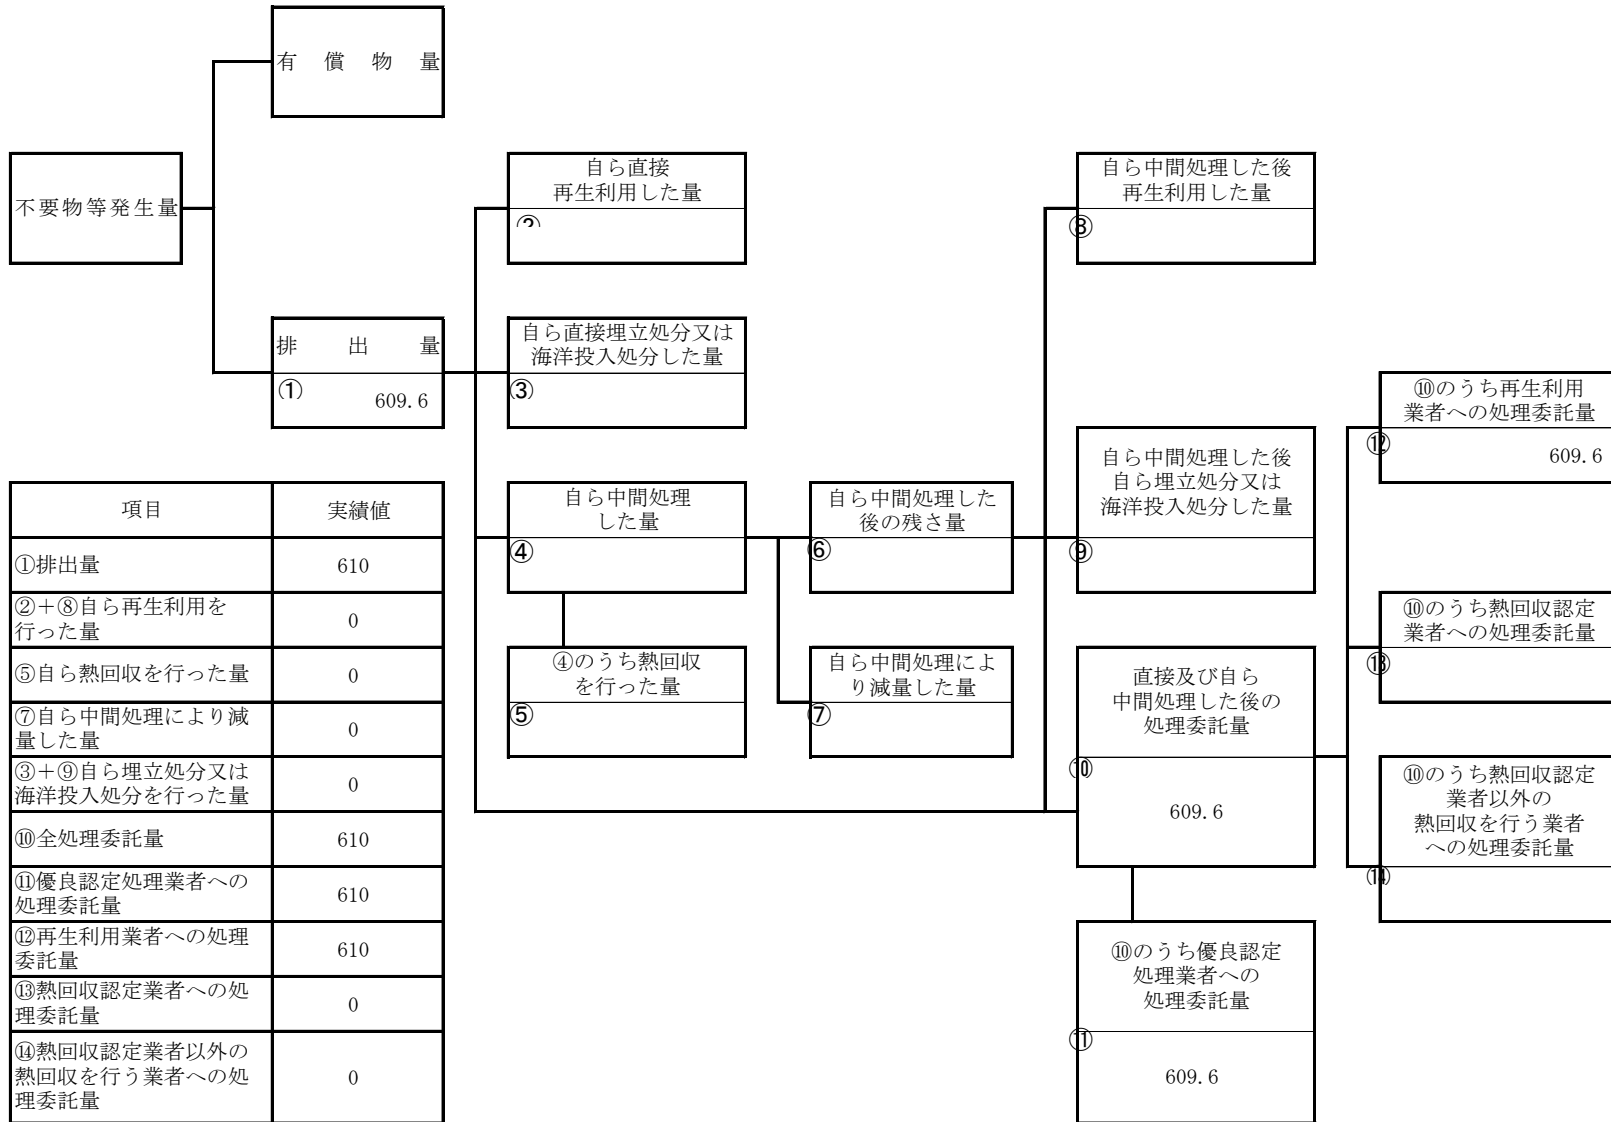 有償物量
不要物等発生量
排出量
①
609.6
自ら直接
再生利用した量
②
自ら直接埋立処分又は
海洋投入処分した量
③
自ら中間処理
した量
④
④のうち熱回収
を行った量
⑤
自ら中間処理した
後の残さ量
⑥
自ら中間処理によ
り減量した量
⑦
自ら中間処理した後
再生利用した量
⑧
自ら中間処理した後
自ら埋立処分又は
海洋投入処分した量
⑨
直接及び自ら
中間処理した後の
処理委託量
⑩
609.6
⑩のうち優良認定
処理業者への
処理委託量
⑪
609.6
⑩のうち再生利用
業者への処理委託量
⑫
609.6
⑩のうち熱回収認定
業者への処理委託量
⑬
⑩のうち熱回収認定
業者以外の
熱回収を行う業者
への処理委託量
⑭
項目 実績値
①排出量 610
②+⑧自ら再生利用を
行った量 0
⑤自ら熱回収を行った量 0
⑦自ら中間処理により減
量した量 0
③+⑨自ら埋立処分又は
海洋投入処分を行った量 0
⑩全処理委託量 610
⑪優良認定処理業者への
処理委託量 610
⑫再生利用業者への処理
委託量 610
⑬熱回収認定業者への処
理委託量 0
⑭熱回収認定業者以外の
熱回収を行う業者への処
理委託量 0